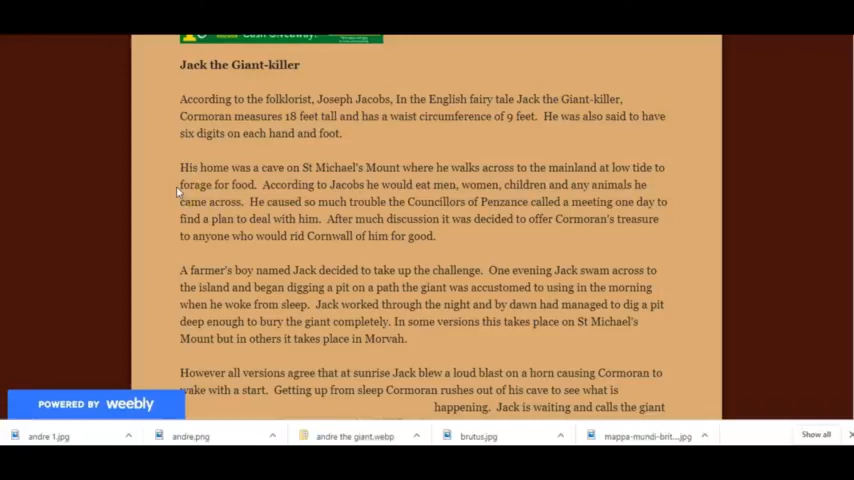 Cash Giveaway!
Jack the Giant-killer
According to the folklorist, Joseph Jacobs, In the English fairy tale Jack the Giant-killer,
Cormoran measures 18 feet tall and has a waist circumference of 9 feet.  He was also said to have
six digits on each hand and foot.
His home was a cave on St Michael's Mount where he walks across to the mainland at low tide to
forage for food.  According to Jacobs he would eat men, women, children and any animals he
came across.  He caused so much trouble the Councillors of Penzance called a meeting one day to
find a plan to deal with him.  After much discussion it was decided to offer Cormoran's treasure
to anyone who would rid Cornwall of him for good.
A farmer's boy named Jack decided to take up the challenge.  One evening Jack swam across to
the island and began digging a pit on a path the giant was accustomed to using in the morning
when he woke from sleep.  Jack worked through the night and by dawn had managed to dig a pit
deep enough to bury the giant completely. In some versions this takes place on St Michael's
Mount but in others it takes place in Morvah.
However all versions agree that at sunrise Jack blew a loud blast on a horn causing Cormoran to
wake with a start.  Getting up from sleep Cormoran rushes out of his cave to see what is
happening.  Jack is waiting and calls the giant
POWERED BY weebly
andre 1.jpg
andre.png
andre the giant.webp
brutus.jpg
mappa-mundi-brit....jpg
Show all